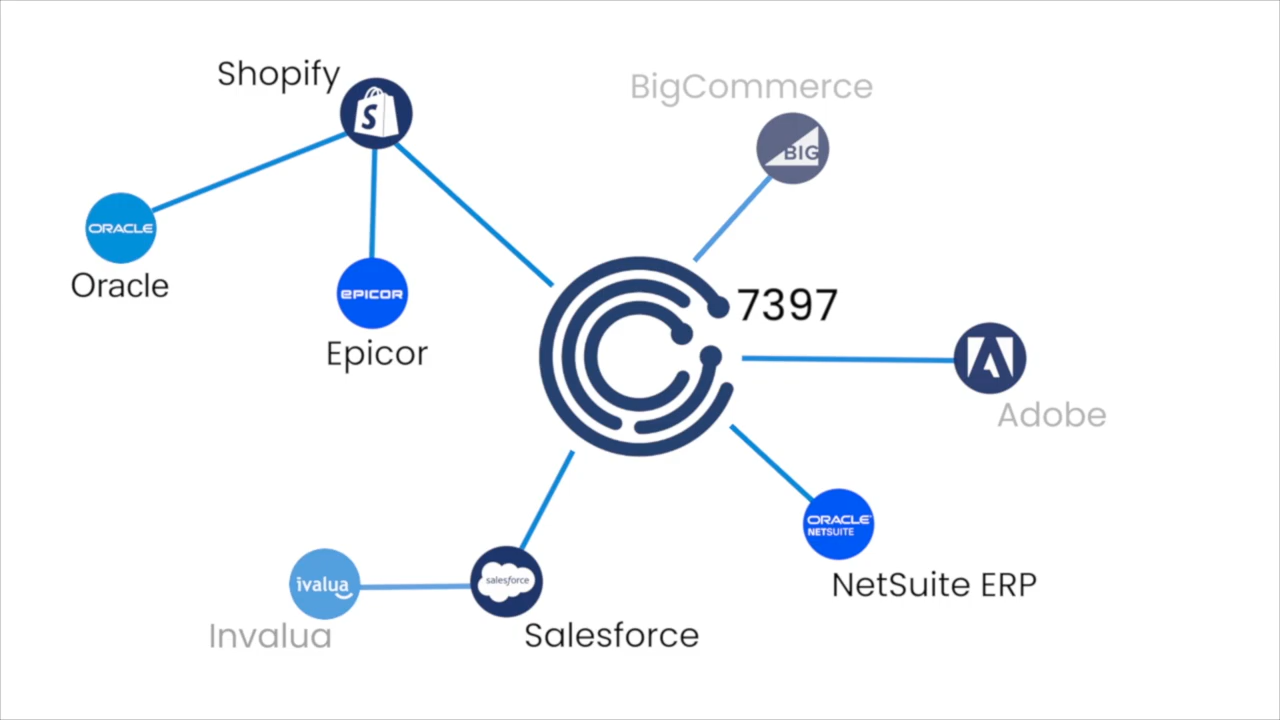 Shopify
S
BigCommerce
BIG
ORACLE
Oracle
EPICOR
Epicor
7397
Adobe
ORACLE
NETSUITE
NetSuite ERP
ivalua
Invalua
salesforce
Salesforce